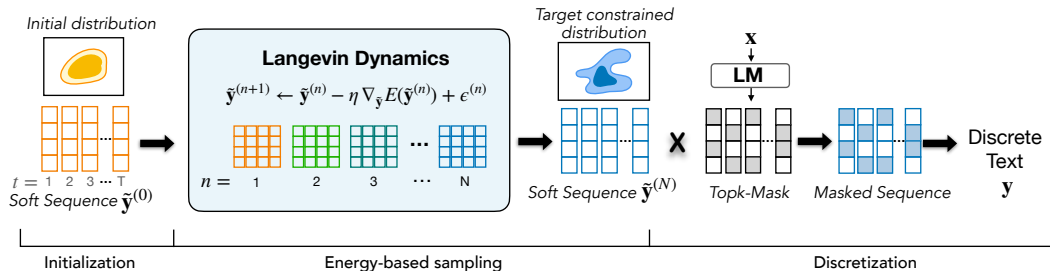 Initial distribution
t = 1 2 3 ... T
Soft Sequence ỹ⁽⁰⁾
Langevin Dynamics
ỹ⁽ⁿ⁺¹⁾ ← ỹ⁽ⁿ⁾ − η ∇ỹ E(ỹ⁽ⁿ⁾) + ϵ⁽ⁿ⁾
n = 1 2 3 ... N
Target constrained
distribution
Soft Sequence ỹ⁽ᴺ⁾
x
LM
Topk-Mask
Masked Sequence
Discrete
Text
y
Initialization
Energy-based sampling
Discretization